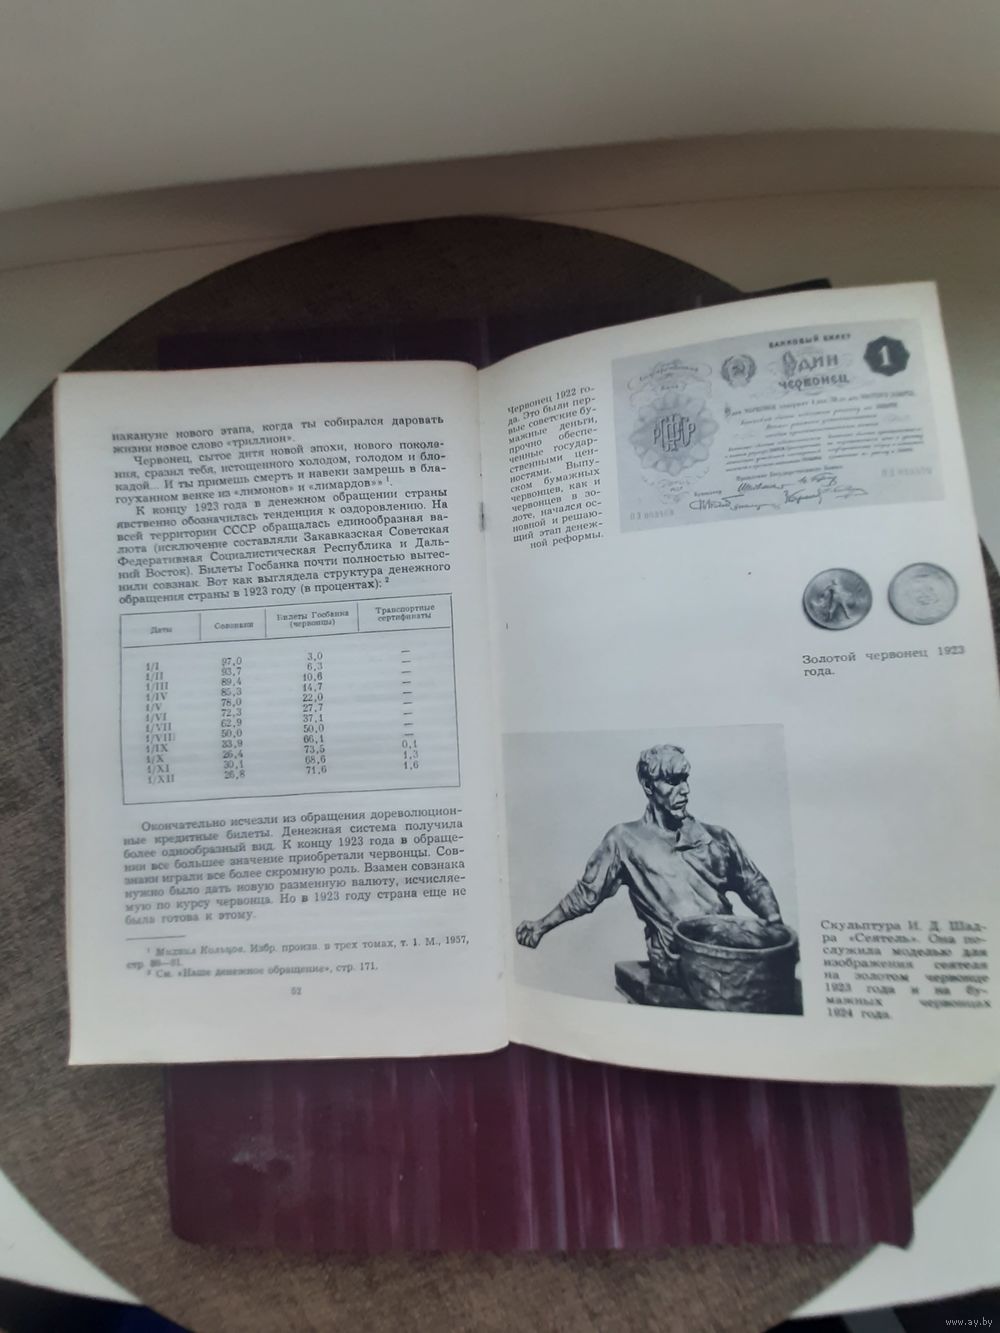 накануне нового этапа, когда ты собирался даровать
жизни новое слово «триллион».
Червонец, сытое дитя новой эпохи, нового поколе-
ния, сразил тебя, истощенного холодом, голодом и бло-
кадой... И ты примешь смерть и навеки замрешь в бла-
гоуханном венке из «лимонов» и «лимардов»» ¹.
К концу 1923 года в денежном обращении страны
явственно обозначилась тенденция к оздоровлению. На
всей территории СССР обращалась единообразная ва-
люта (исключение составляли Закавказская Советская
Федеративная Социалистическая Республика и Даль-
ний Восток). Билеты Госбанка почти полностью вытес-
нили совзнак. Вот как выглядела структура денежного
обращения страны в 1923 году (в процентах): ²
Даты Совзнаки Билеты Госбанка (червонцы) Транспортные сертификаты
1/I 97,0 3,0 —
1/II 93,7 6,3 —
1/III 89,4 10,6 —
1/IV 85,3 14,7 —
1/V 78,0 22,0 —
1/VI 72,3 27,7 —
1/VII 62,9 37,1 —
1/VIII 50,0 50,0 —
1/IX 33,9 66,1 —
1/X 26,4 73,5 0,1
1/XI 30,1 68,6 1,3
1/XII 26,8 71,6 1,6
Окончательно исчезли из обращения дореволюцион-
ные кредитные билеты. Денежная система получила
более однообразный вид. К концу 1923 года в обраще-
нии все большее значение приобретали червонцы. Сов-
знаки играли все более скромную роль. Взамен совзнака
нужно было дать новую разменную валюту, исчисляе-
мую по курсу червонца. Но в 1923 году страна еще не
была готова к этому.
¹ Михаил Кольцов. Избр. произв. в трех томах, т. 1. М., 1957,
стр.
² См. «Наше денежное обращение», стр. 171.
52
Червонец 1922 го-
да. Это были пер-
вые советские бу-
мажные деньги,
прочно обеспе-
ченные государ-
ственными цен-
ностями. Выпу-
ском бумажных
червонцев, как и
червонцев в зо-
лоте, начался ос-
новной и решаю-
щий этап денеж-
ной реформы.
БАНКОВЫЙ БИЛЕТ
ОДИН
ЧЕРВОНЕЦ
1
РСФСР
Золотой червонец 1923
года.
Скульптура И. Д. Шад-
ра «Сеятель». Она по-
служила моделью для
изображения сеятеля
на золотом червонце
1923 года и на бу-
мажных червонцах
1924 года.
www.ay.by